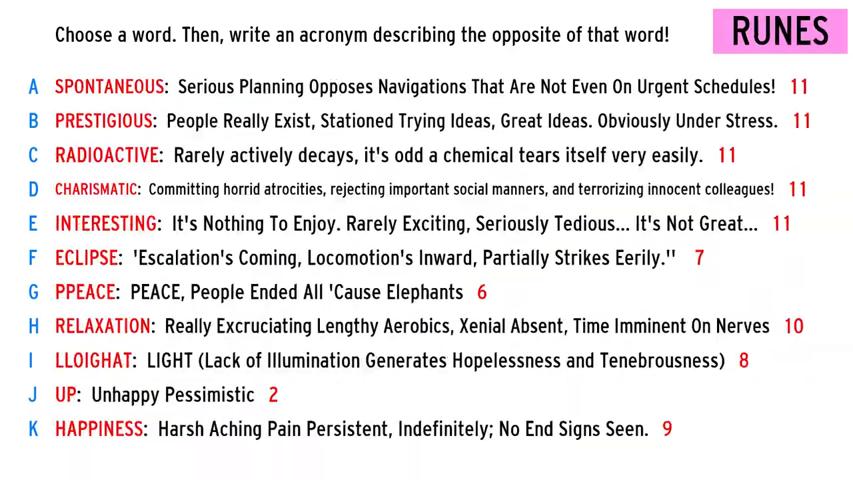 Choose a word. Then, write an acronym describing the opposite of that word!
RUNES
A SPONTANEOUS: Serious Planning Opposes Navigations That Are Not Even On Urgent Schedules! 11
B PRESTIGIOUS: People Really Exist, Stationed Trying Ideas, Great Ideas. Obviously Under Stress. 11
C RADIOACTIVE: Rarely actively decays, it's odd a chemical tears itself very easily. 11
D CHARISMATIC: Committing horrid atrocities, rejecting important social manners, and terrorizing innocent colleagues! 11
E INTERESTING: It's Nothing To Enjoy. Rarely Exciting, Seriously Tedious... It's Not Great... 11
F ECLIPSE: 'Escalation's Coming, Locomotion's Inward, Partially Strikes Eerily.'' 7
G PPEACE: PEACE, People Ended All 'Cause Elephants 6
H RELAXATION: Really Excruciating Lengthy Aerobics, Xenial Absent, Time Imminent On Nerves 10
I LLOIGHAT: LIGHT (Lack of Illumination Generates Hopelessness and Tenebrousness) 8
J UP: Unhappy Pessimistic 2
K HAPPINESS: Harsh Aching Pain Persistent, Indefinitely; No End Signs Seen. 9